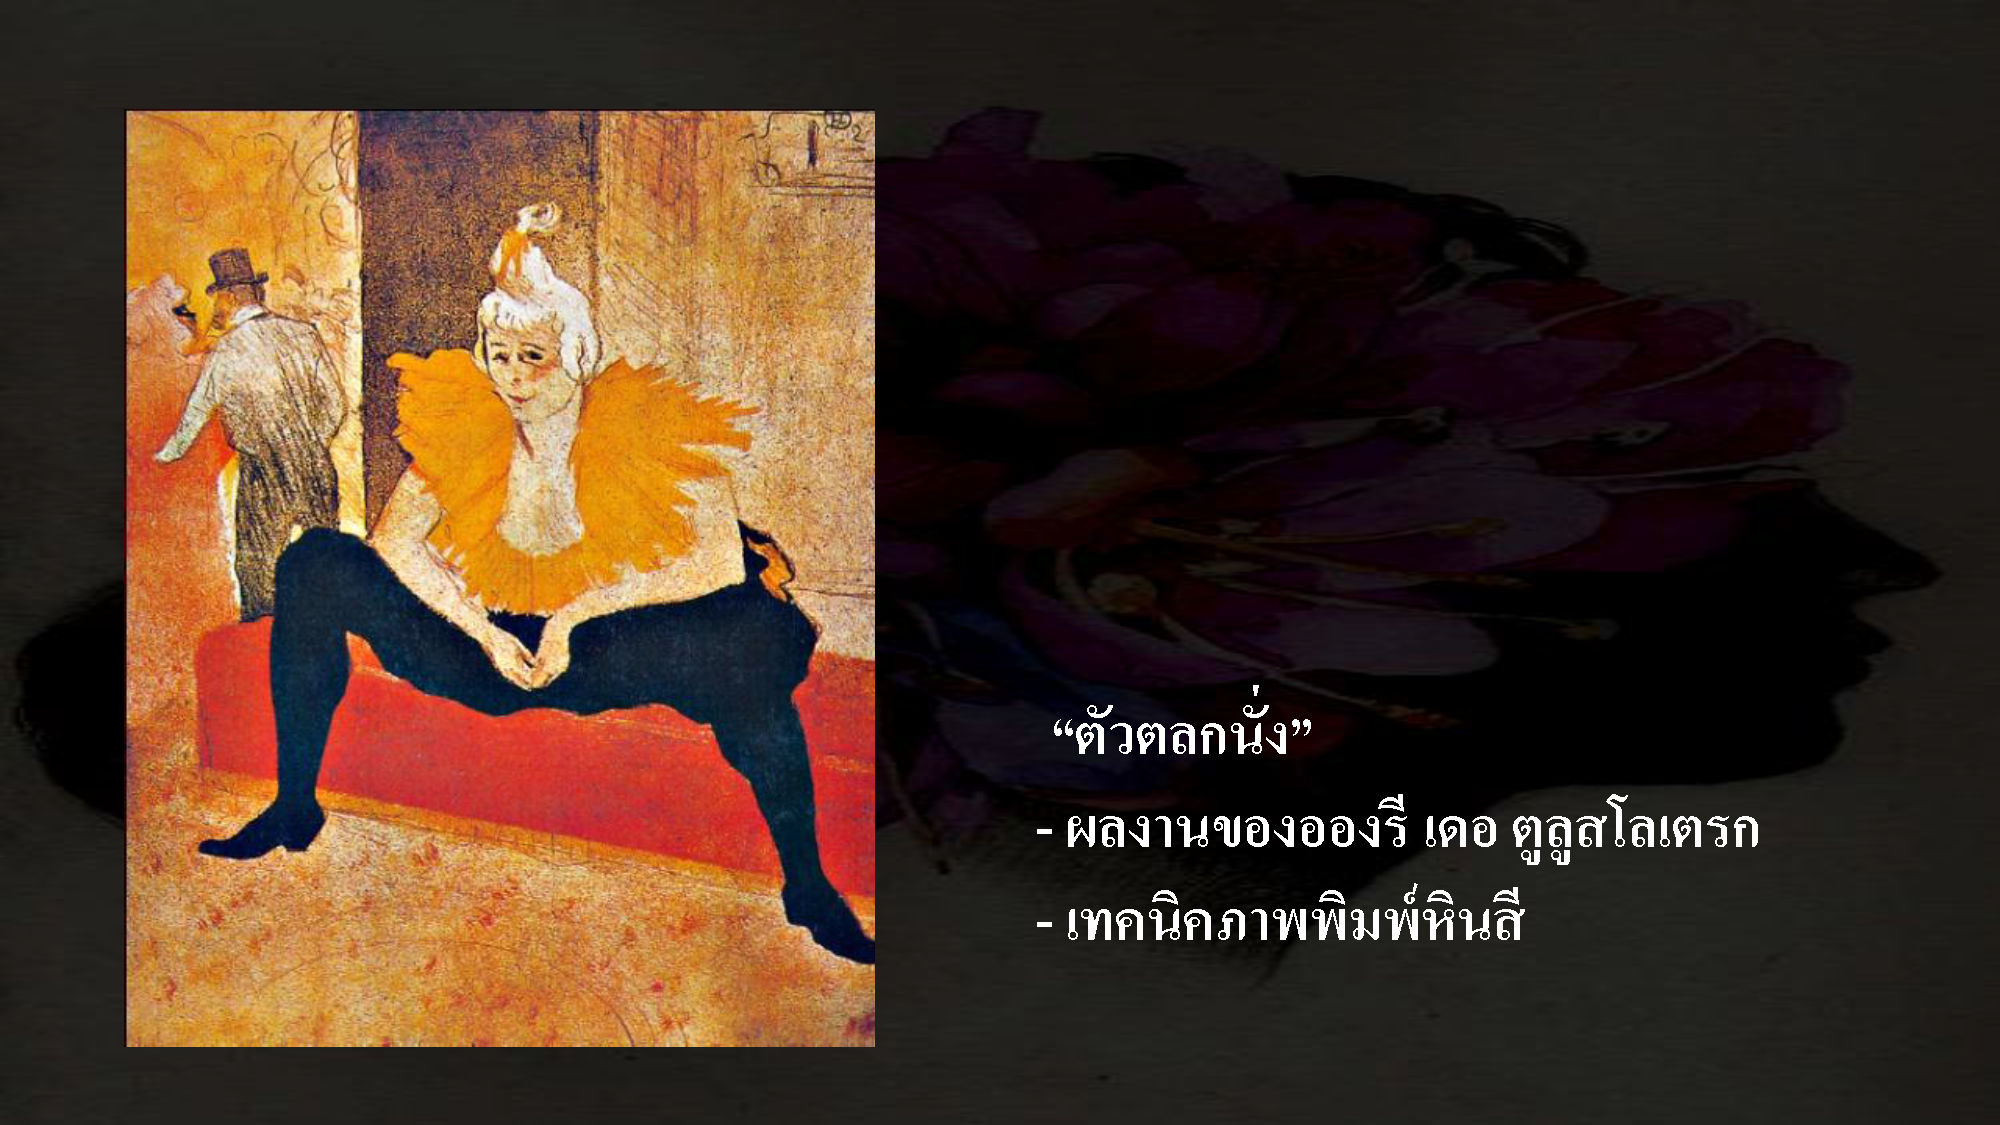 “ตัวตลกนั่ง”
- ผลงานของอองรี เดอ ตูลูสโลเตรก
- เทคนิคภาพพิมพ์หินสี